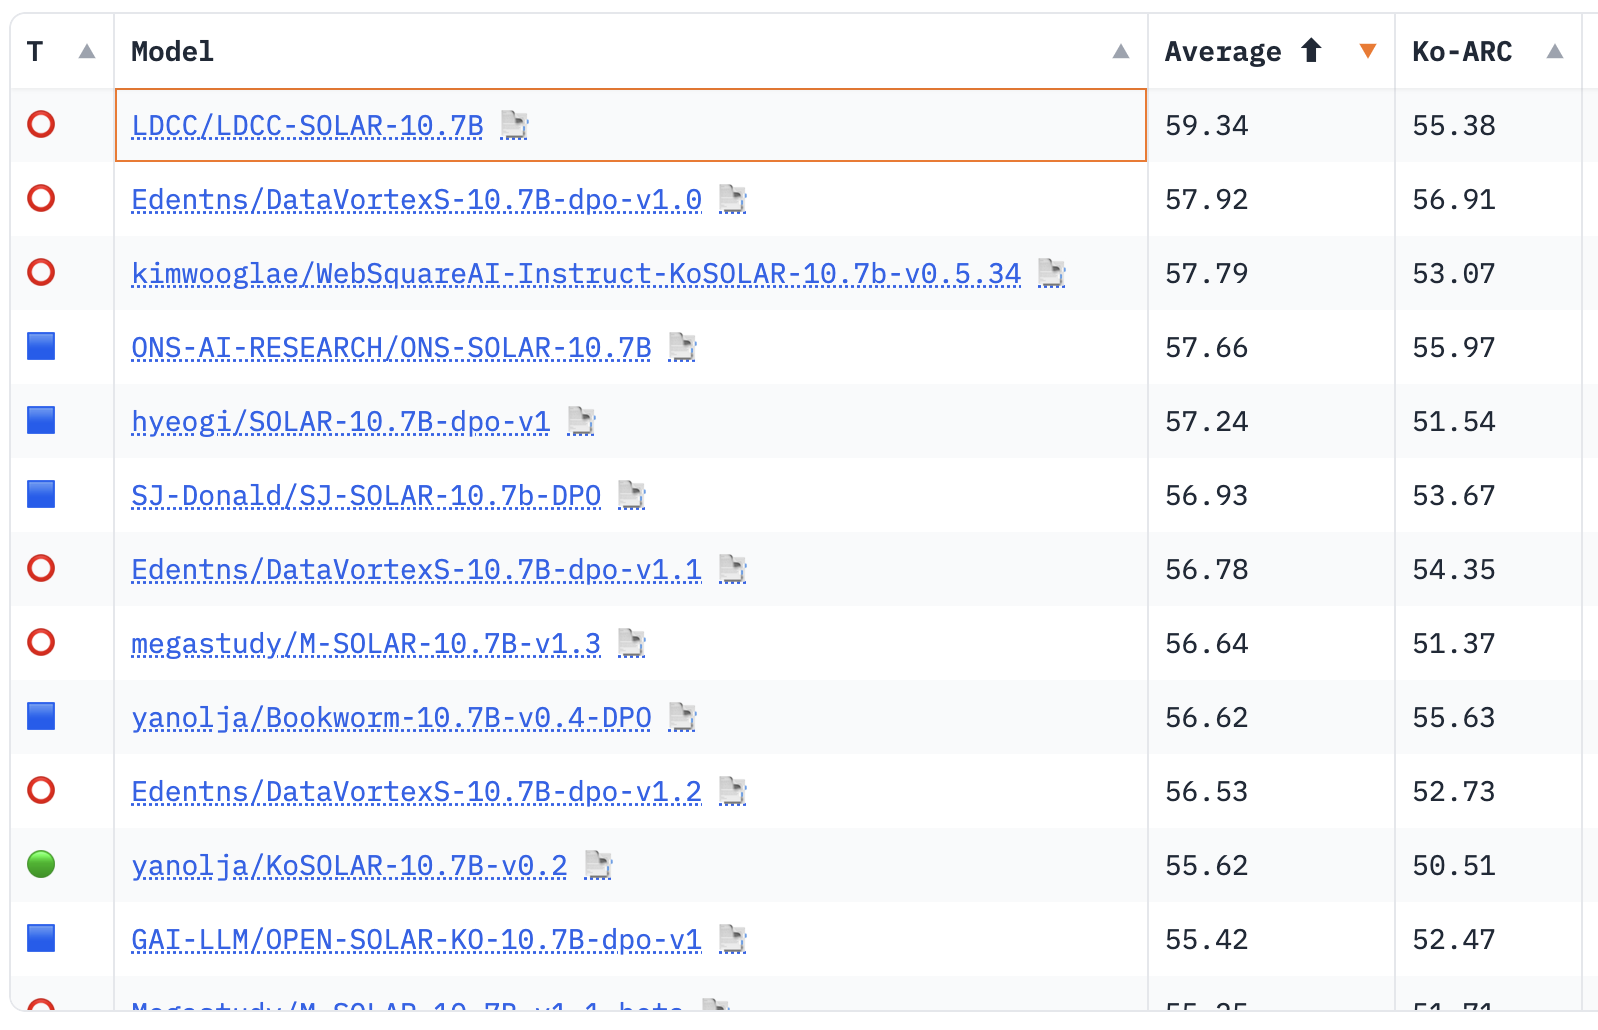 T Model Average Ko-ARC
LDCC/LDCC-SOLAR-10.7B 59.34 55.38
Edentns/DataVortexS-10.7B-dpo-v1.0 57.92 56.91
kimwooglae/WebSquareAI-Instruct-KoSOLAR-10.7b-v0.5.34 57.79 53.07
ONS-AI-RESEARCH/ONS-SOLAR-10.7B 57.66 55.97
hyeogi/SOLAR-10.7B-dpo-v1 57.24 51.54
SJ-Donald/SJ-SOLAR-10.7b-DPO 56.93 53.67
Edentns/DataVortexS-10.7B-dpo-v1.1 56.78 54.35
megastudy/M-SOLAR-10.7B-v1.3 56.64 51.37
yanolja/Bookworm-10.7B-v0.4-DPO 56.62 55.63
Edentns/DataVortexS-10.7B-dpo-v1.2 56.53 52.73
yanolja/KoSOLAR-10.7B-v0.2 55.62 50.51
GAI-LLM/OPEN-SOLAR-KO-10.7B-dpo-v1 55.42 52.47
Megastudy/M-SOLAR-10.7B-v1.1-beta